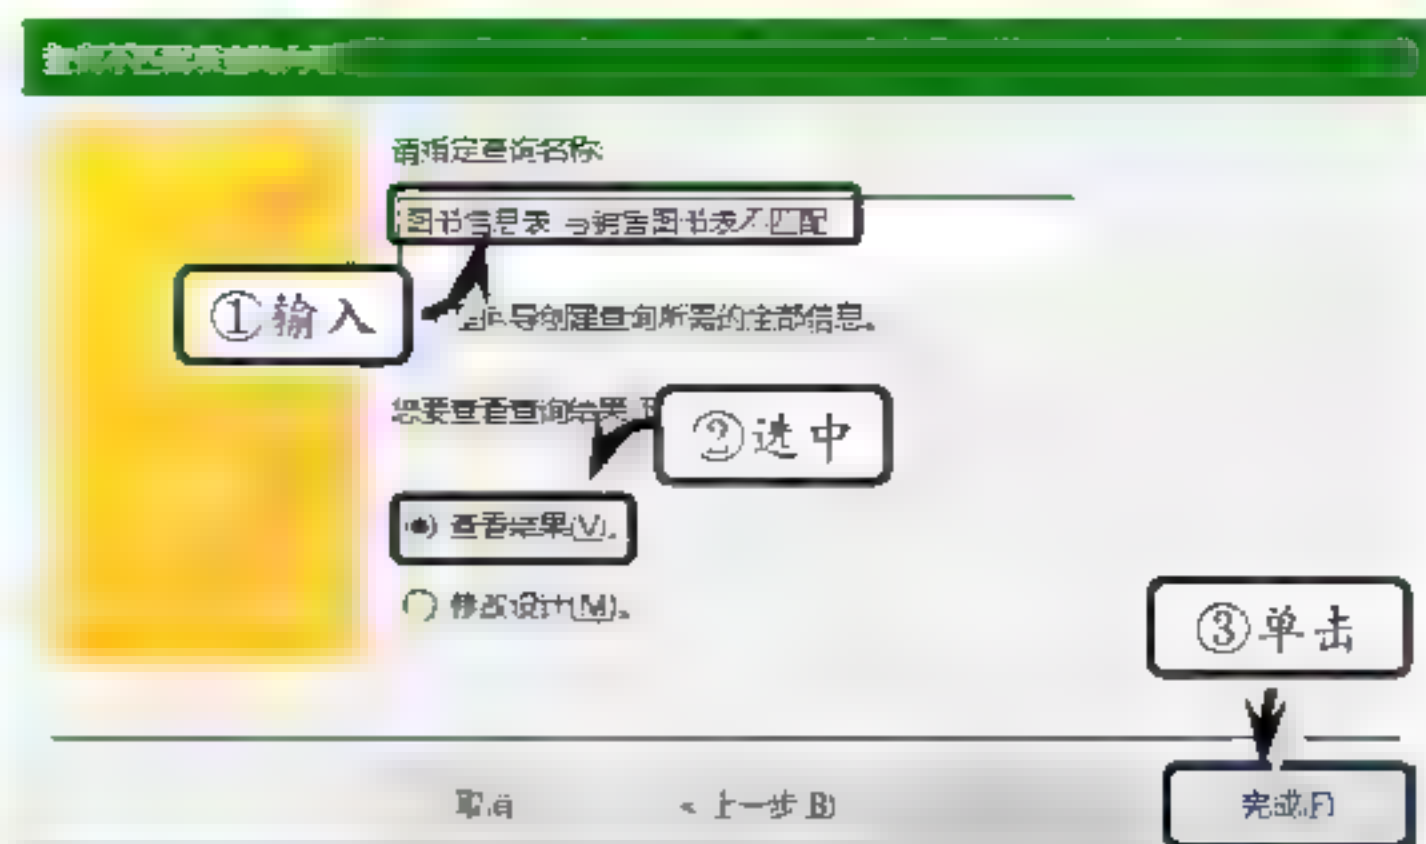 请指定查询名称:
图书信息表 与销售图书表不匹配
①输入
向导创建查询所需的全部信息。
您要查看查询结果
②选中
查看结果(V)。
修改设计(M)。
③单击
取消
< 上一步(B)
完成(F)